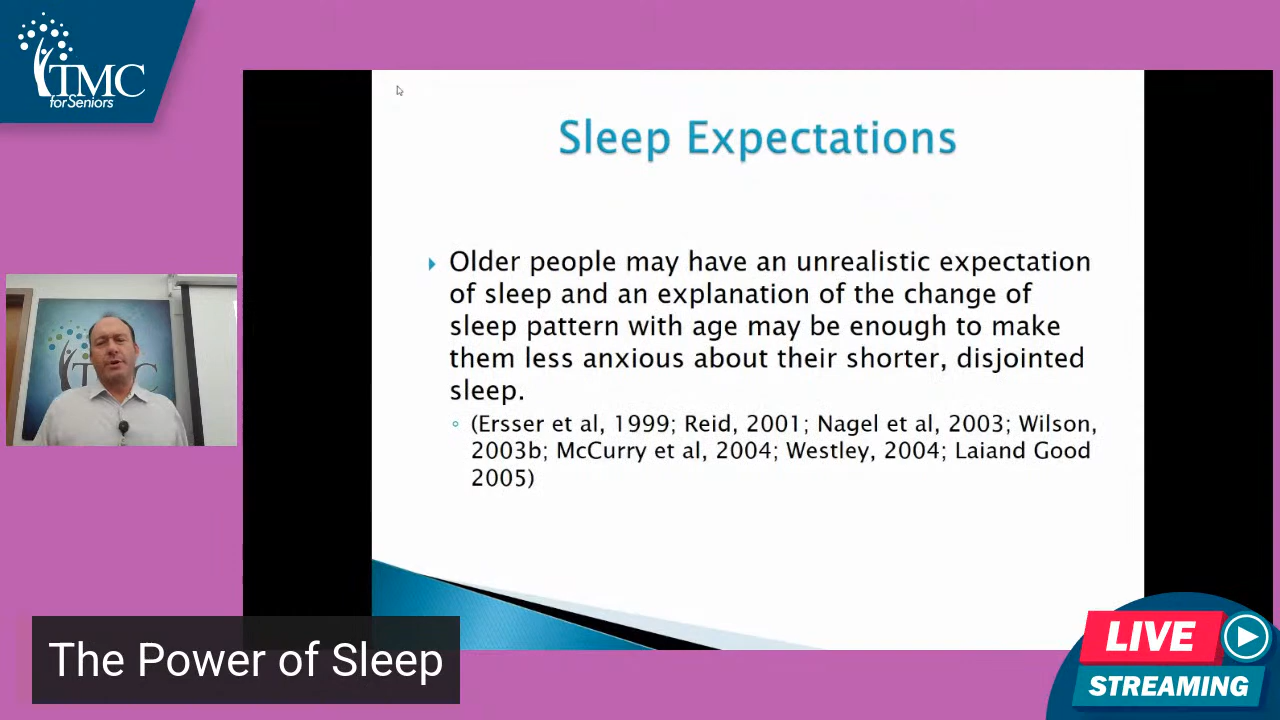 TMC
for Seniors
Sleep Expectations
Older people may have an unrealistic expectation
of sleep and an explanation of the change of
sleep pattern with age may be enough to make
them less anxious about their shorter, disjointed
sleep.
(Ersser et al, 1999; Reid, 2001; Nagel et al, 2003; Wilson,
2003b; McCurry et al, 2004; Westley, 2004; Laiand Good
2005)
TMC
The Power of Sleep
LIVE
STREAMING